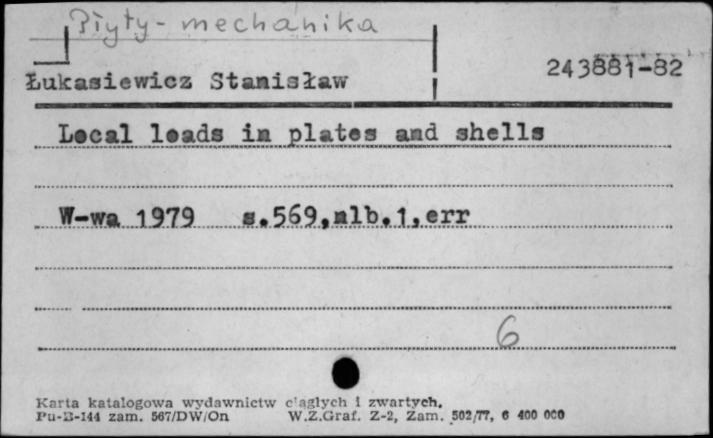 Płyty - mechanika
Łukasiewicz Stanisław 243881-82
Local loads in plates and shells
W-wa 1979 s.569,nlb.1,err
6
Karta katalogowa wydawnictw ciągłych i zwartych.
Pu-B-144 zam. 567/DW/On W.Z.Graf. Z-2, Zam. 502/77, 6 400 000